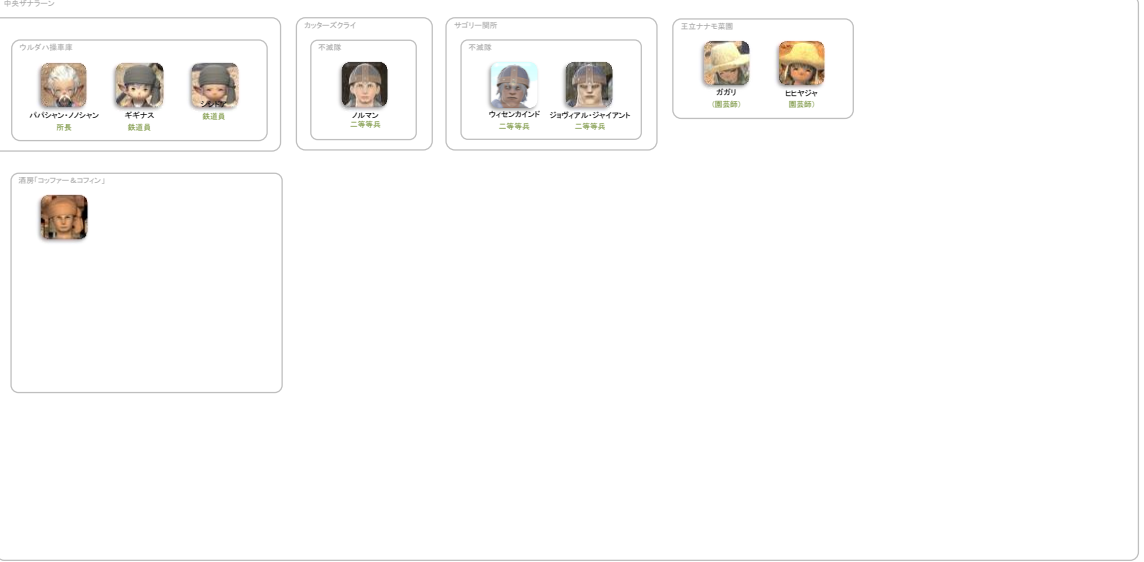 中央ザナラーン
ウルダハ操車庫
パパシャン・ノノシャン
所長
ギギナス
鉄道員
鉄道員
カッターズクライ
不滅隊
ノルマン
二等等兵
サゴリー関所
不滅隊
ウィセンカインド
二等等兵
ジョヴィアル・ジャイアント
二等等兵
王立ナナモ菜園
ガガリ
(園芸師)
ヒヒヤジャ
園芸師)
酒房「コッファー&コフィン」